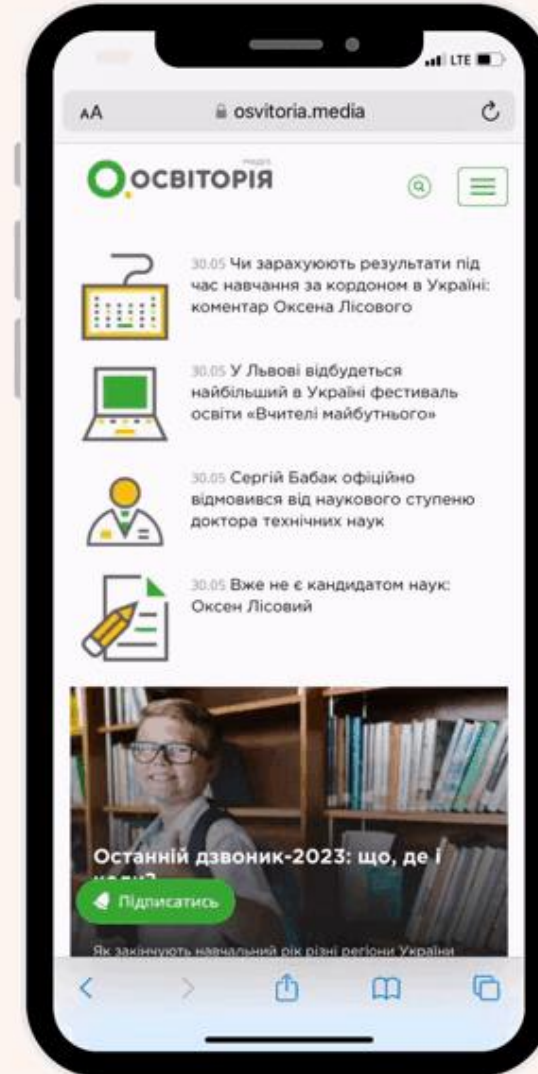 LTE
AA osvitoria.media
медіа
ОСВІТОРІЯ
30.05 Чи зарахуюють результати під
час навчання за кордоном в Україні:
коментар Оксена Лісового
30.05 У Львові відбудеться
найбільший в Україні фестиваль
освіти «Вчителі майбутнього»
30.05 Сергій Бабак офіційно
відмовився від наукового ступеню
доктора технічних наук
30.05 Вже не є кандидатом наук:
Оксен Лісовий
Останній дзвоник-2023: що, де і
Підписатись
Як закінчують навчальний рік різні регіони України